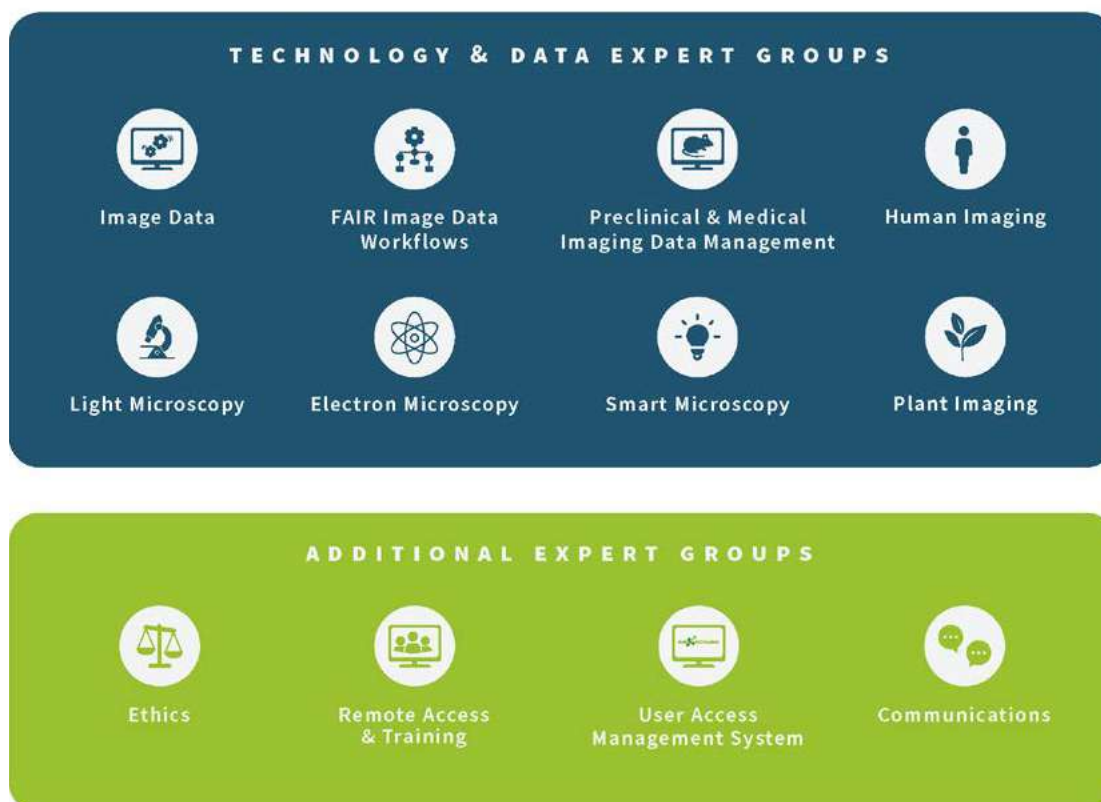 TECHNOLOGY & DATA EXPERT GROUPS
Image Data
FAIR Image Data
Workflows
Preclinical & Medical
Imaging Data Management
Human Imaging
Light Microscopy
Electron Microscopy
Smart Microscopy
Plant Imaging
ADDITIONAL EXPERT GROUPS
Ethics
Remote Access
& Training
User Access
Management System
Communications